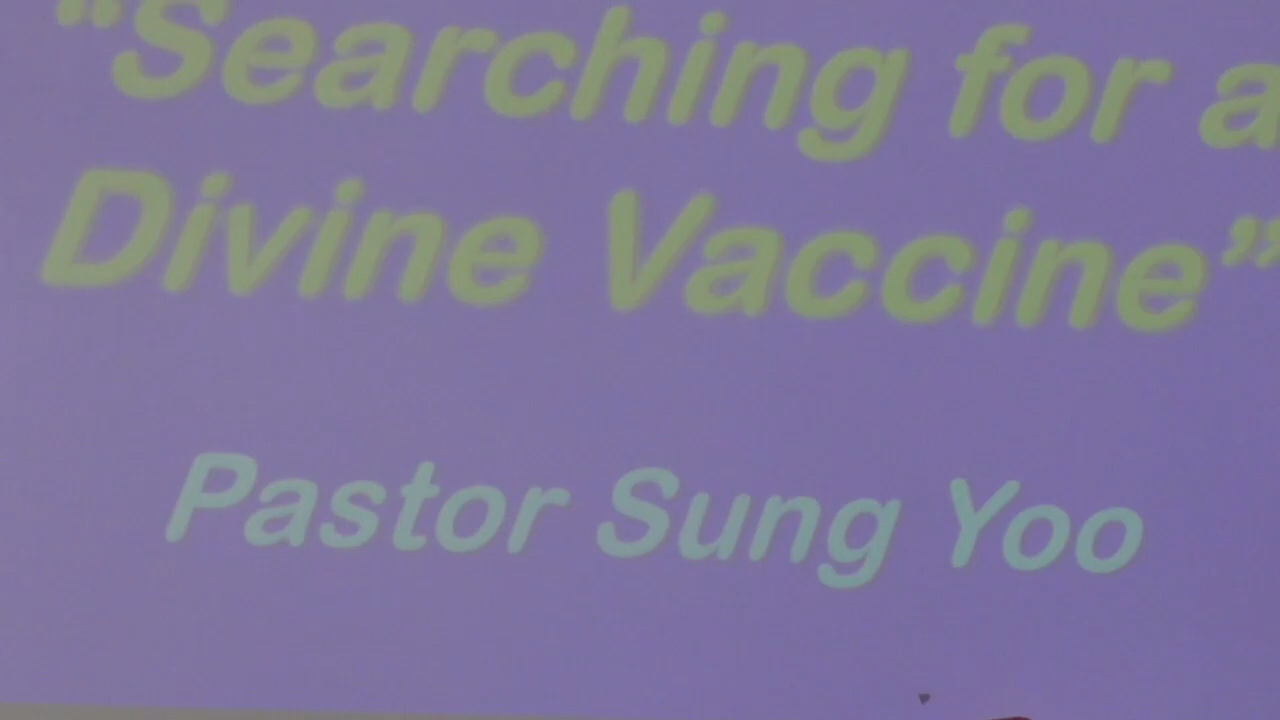 “Searching for a
Divine Vaccine”
Pastor Sung Yoo